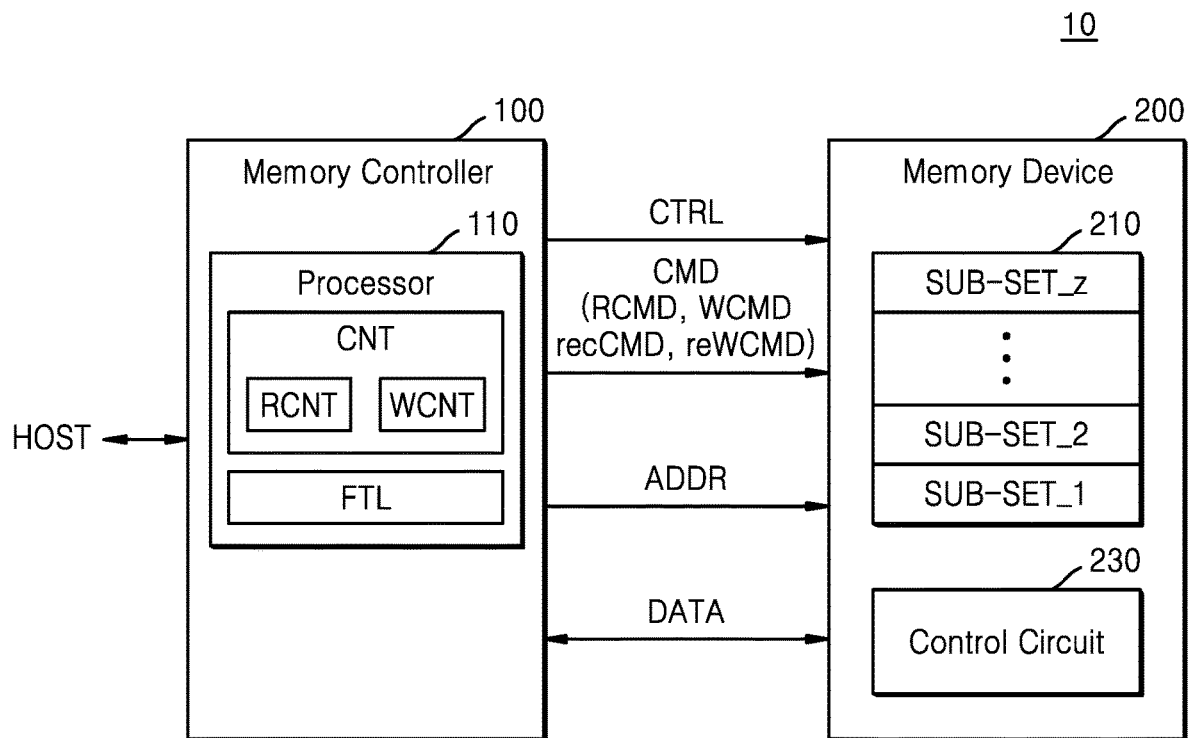 10
100
200
Memory Controller
Memory Device
CTRL
110
210
Processor
CMD
(RCMD, WCMD
recCMD, reWCMD)
SUB-SET_z
CNT
RCNT
WCNT
HOST
SUB-SET_2
FTL
ADDR
SUB-SET_1
230
DATA
Control Circuit